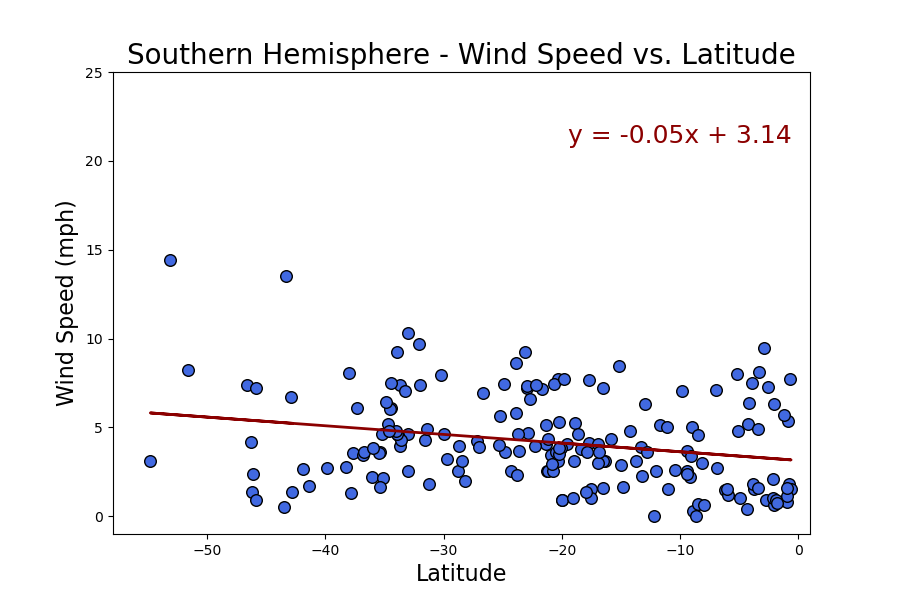 Southern Hemisphere - Wind Speed vs. Latitude
25
y = -0.05x + 3.14
20
15
10
5
0
Wind Speed (mph)
−50 −40 −30 −20 −10 0
Latitude